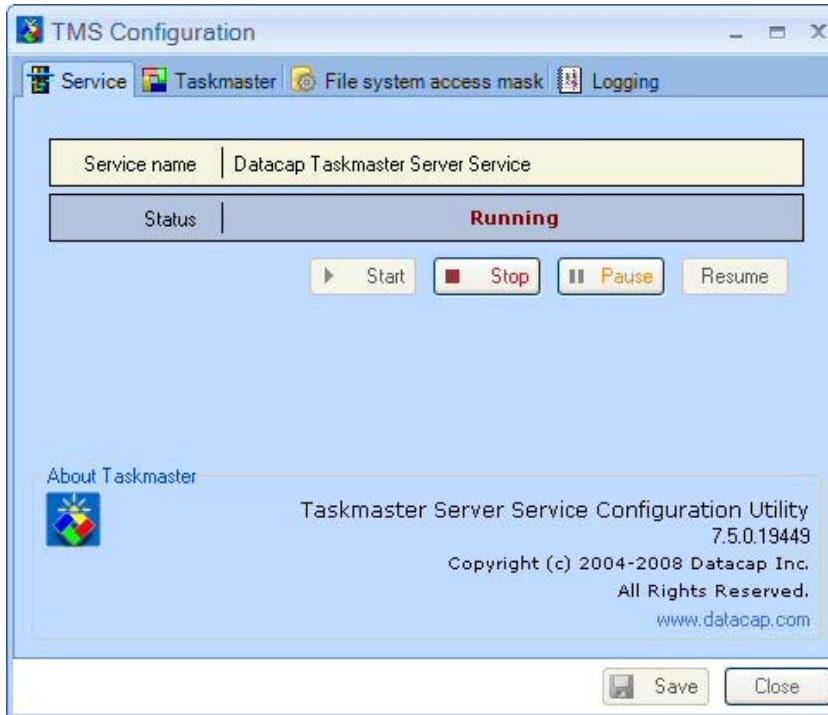 TMS Configuration
Service Taskmaster File system access mask Logging
Service name Datacap Taskmaster Server Service
Status Running
Start Stop Pause Resume
About Taskmaster
Taskmaster Server Service Configuration Utility
7.5.0.19449
Copyright (c) 2004-2008 Datacap Inc.
All Rights Reserved.
www.datacap.com
Save Close